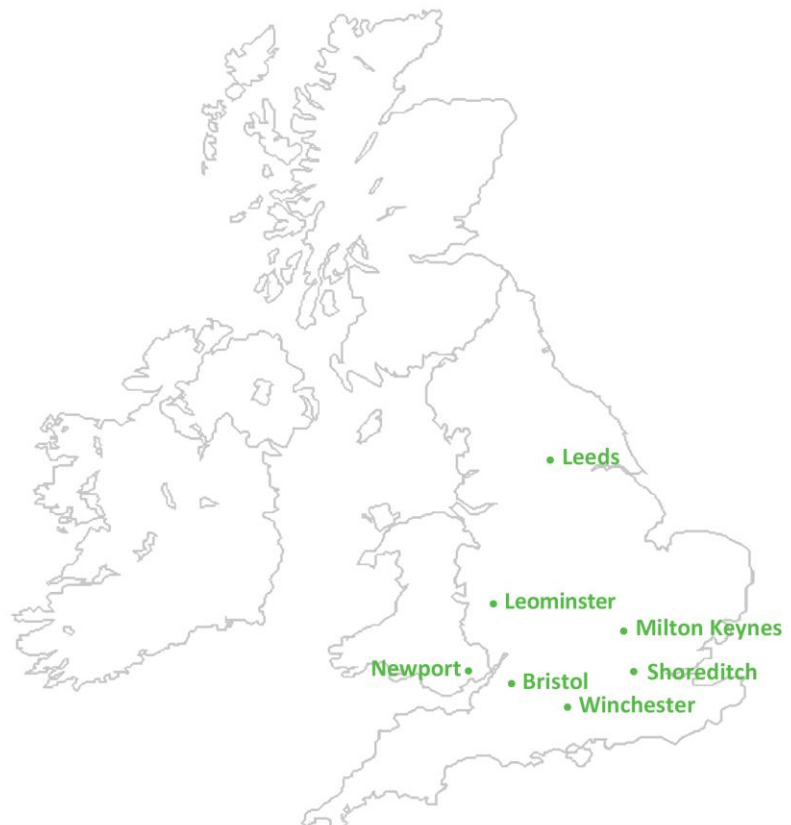 Leeds
Leominster
Milton Keynes
Newport
Shoreditch
Bristol
Winchester